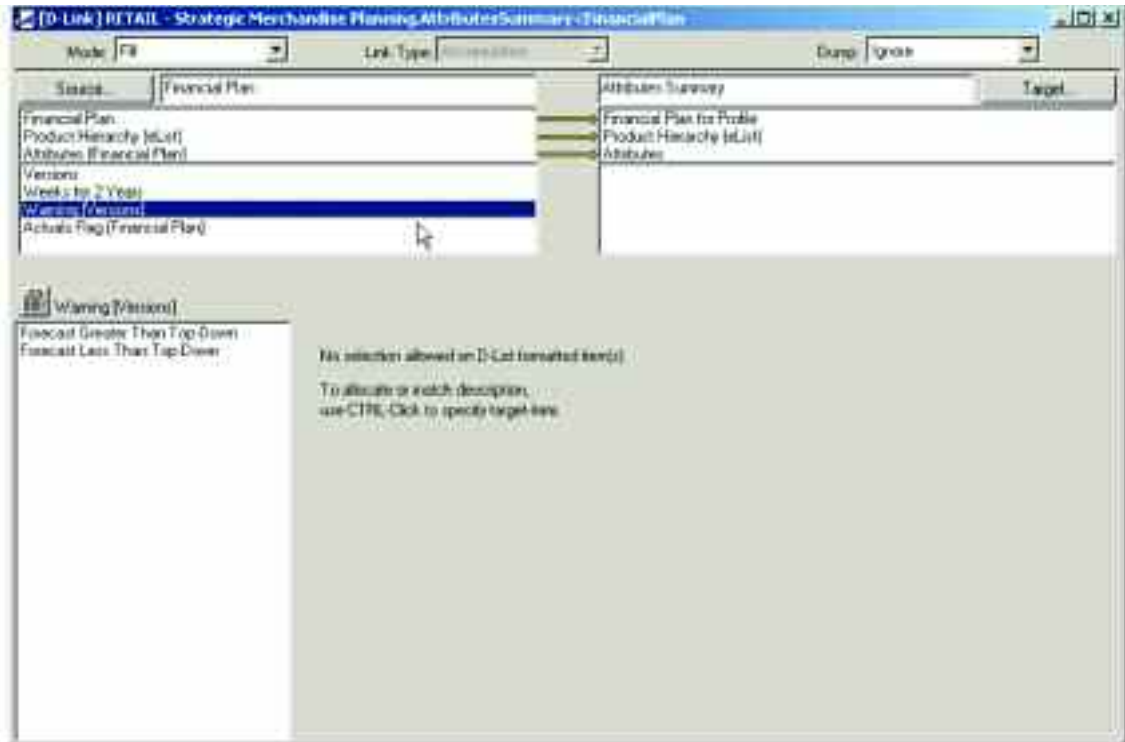 [D-Link] RETAIL - Strategic Merchandise Planning.AttributesSummary<FinancialPlan
Mode: Fill Link Type: Accumulation Dump: Ignore
Source... Financial Plan Attributes Summary Target...
Financial Plan Financial Plan for Profile
Product Hierarchy (eList) Product Hierarchy (eList)
Attributes (Financial Plan) Attributes
Versions
Weeks for 2 Years
Warning [Versions]
Actuals Flag (Financial Plan)
Warning [Versions]
Forecast Greater Than Top-Down
Forecast Less Than Top-Down
No selection allowed on D-List formatted item(s)
To allocate or match description,
use CTRL-Click to specify target-item.